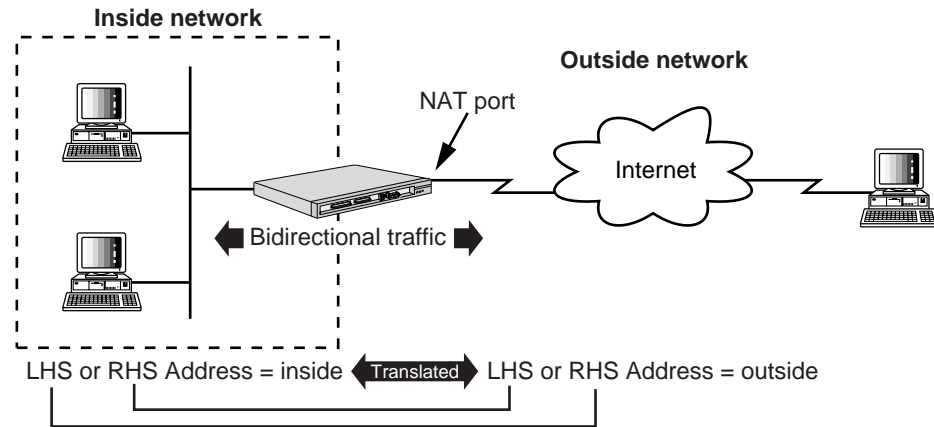 Inside network
Outside network
NAT port
Internet
Bidirectional traffic
LHS or RHS Address = inside Translated LHS or RHS Address = outside